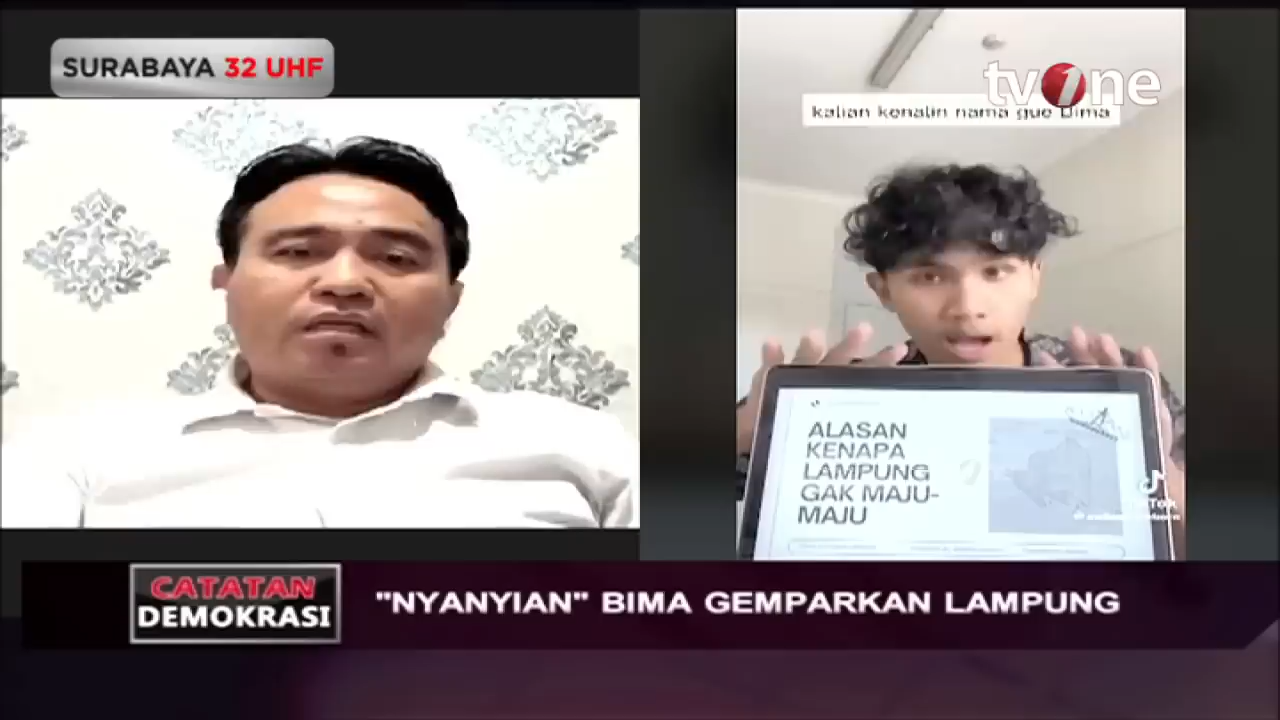 SURABAYA 32 UHF
tvOne
kalian kenalin nama gue Bima
ALASAN
KENAPA
LAMPUNG
GAK MAJU-
MAJU
CATATAN
DEMOKRASI
"NYANYIAN" BIMA GEMPARKAN LAMPUNG